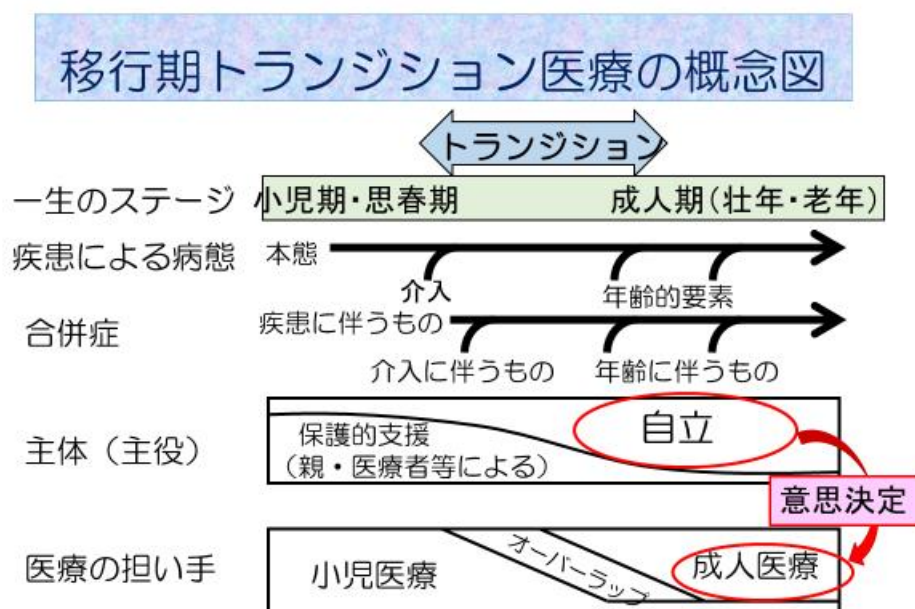 移行期トランジション医療の概念図
トランジション
一生のステージ 小児期・思春期 成人期(壮年・老年)
疾患による病態 本態
介入 年齢的要素
合併症 疾患に伴うもの
介入に伴うもの 年齢に伴うもの
主体（主役） 保護的支援 自立
（親・医療者等による）
意思決定
医療の担い手 小児医療 オーバーラップ 成人医療